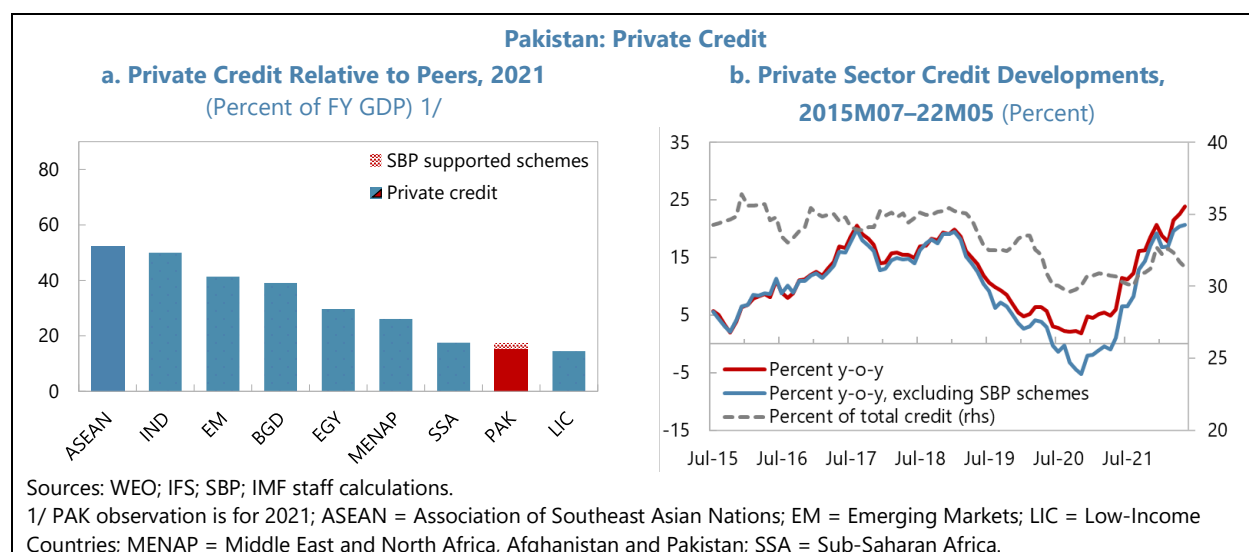 Pakistan: Private Credit
a. Private Credit Relative to Peers, 2021
(Percent of FY GDP) 1/
80
60
40
20
0
SBP supported schemes
Private credit
ASEAN
IND
EM
BGD
EGY
MENAP
SSA
PAK
LIC
b. Private Sector Credit Developments,
2015M07–22M05 (Percent)
35
25
15
5
-5
-15
40
35
30
25
20
Percent y-o-y
Percent y-o-y, excluding SBP schemes
Percent of total credit (rhs)
Jul-15 Jul-16 Jul-17 Jul-18 Jul-19 Jul-20 Jul-21
Sources: WEO; IFS; SBP; IMF staff calculations.
1/ PAK observation is for 2021; ASEAN = Association of Southeast Asian Nations; EM = Emerging Markets; LIC = Low-Income
Countries; MENAP = Middle East and North Africa, Afghanistan and Pakistan; SSA = Sub-Saharan Africa.